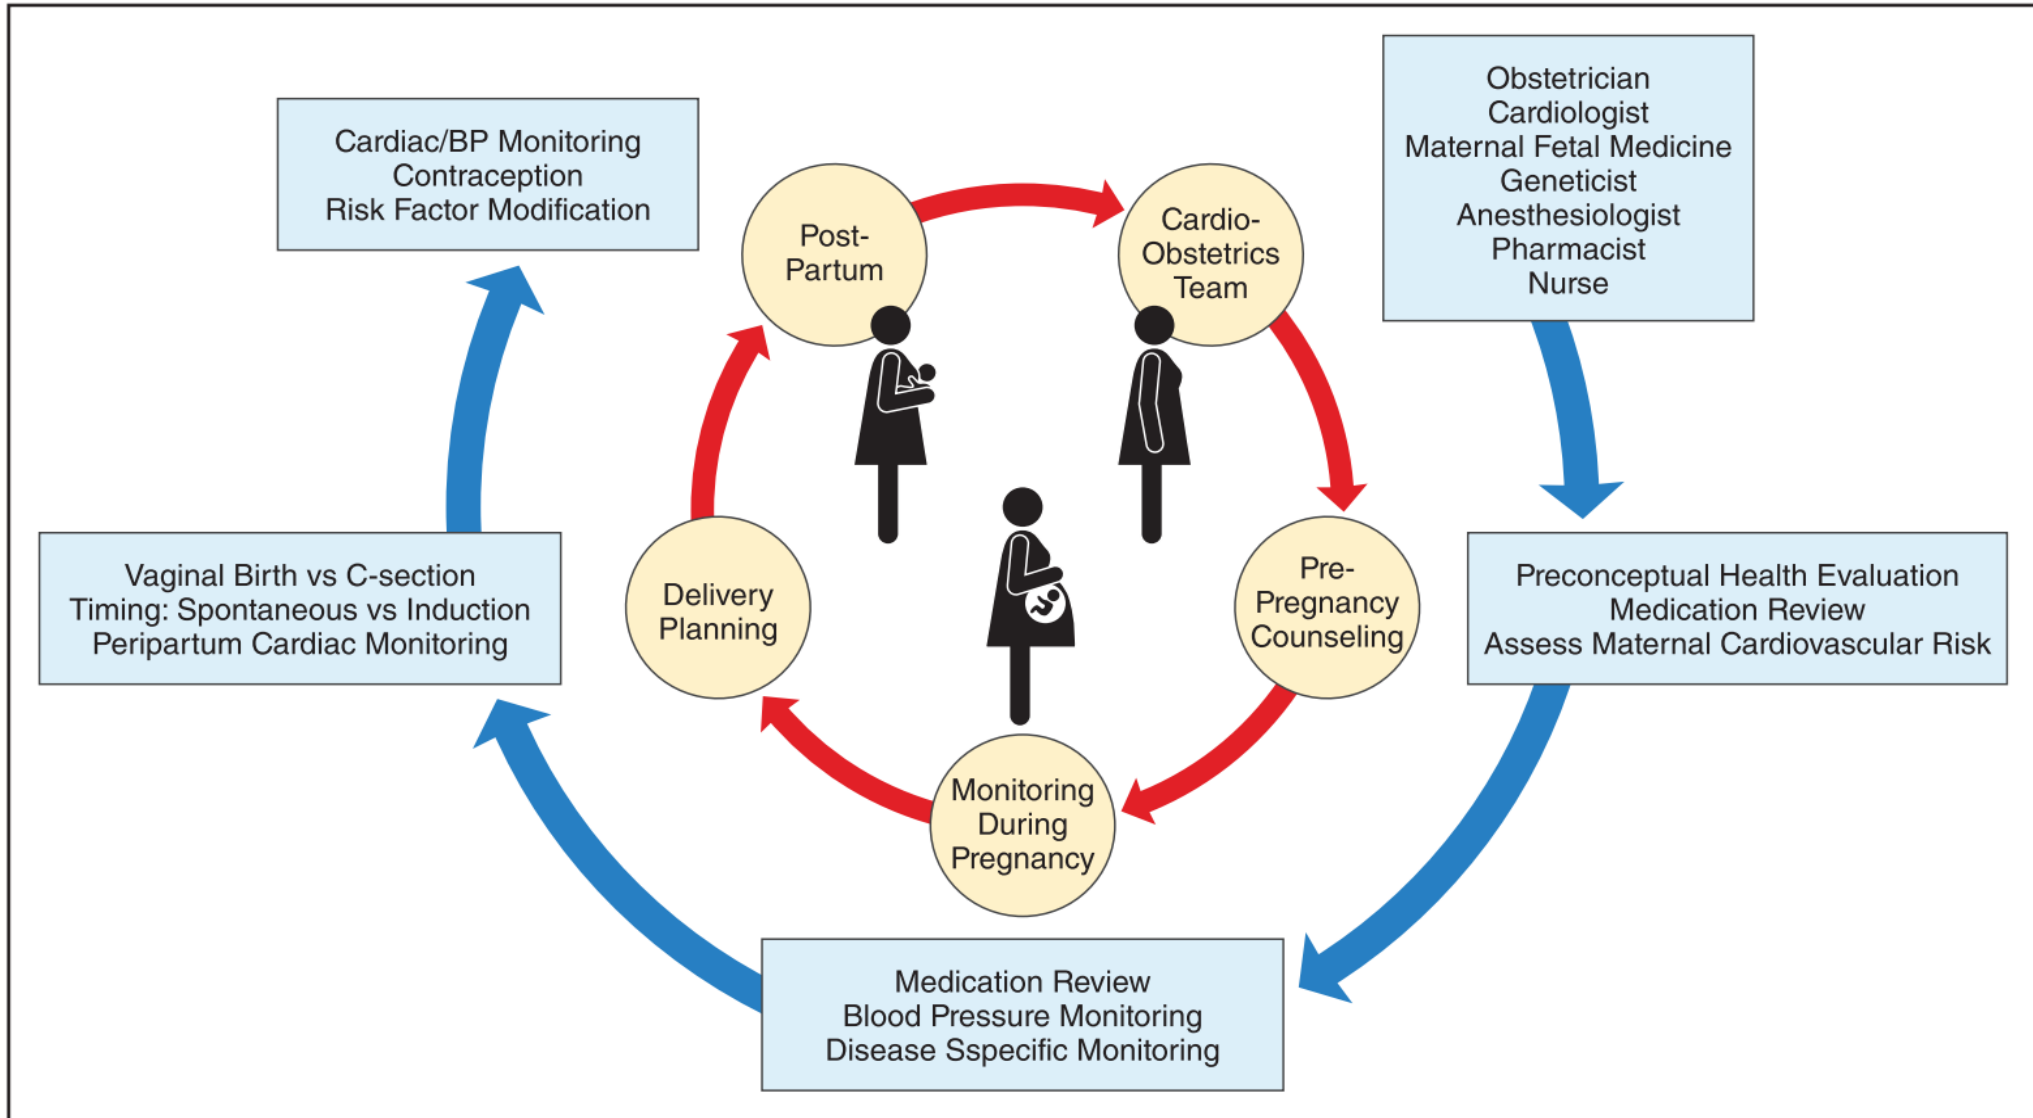 Obstetrician
Cardiologist
Maternal Fetal Medicine
Geneticist
Anesthesiologist
Pharmacist
Nurse
Cardiac/BP Monitoring
Contraception
Risk Factor Modification
Post-
Partum
Cardio-
Obstetrics
Team
Vaginal Birth vs C-section
Timing: Spontaneous vs Induction
Peripartum Cardiac Monitoring
Delivery
Planning
Pre-
Pregnancy
Counseling
Preconceptual Health Evaluation
Medication Review
Assess Maternal Cardiovascular Risk
Monitoring
During
Pregnancy
Medication Review
Blood Pressure Monitoring
Disease Sspecific Monitoring